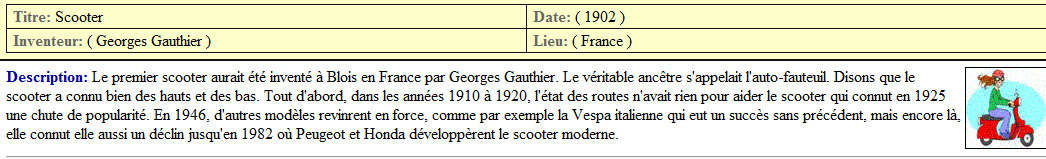 Titre: Scooter
Date: ( 1902 )
Inventeur: ( Georges Gauthier )
Lieu: ( France )
Description: Le premier scooter aurait été inventé à Blois en France par Georges Gauthier. Le véritable ancêtre s'appelait l'auto-fauteuil. Disons que le
scooter a connu bien des hauts et des bas. Tout d'abord, dans les années 1910 à 1920, l'état des routes n'avait rien pour aider le scooter qui connut en 1925
une chute de popularité. En 1946, d'autres modèles revinrent en force, comme par exemple la Vespa italienne qui eut un succès sans précédent, mais encore là,
elle connut elle aussi un déclin jusqu'en 1982 où Peugeot et Honda développèrent le scooter moderne.